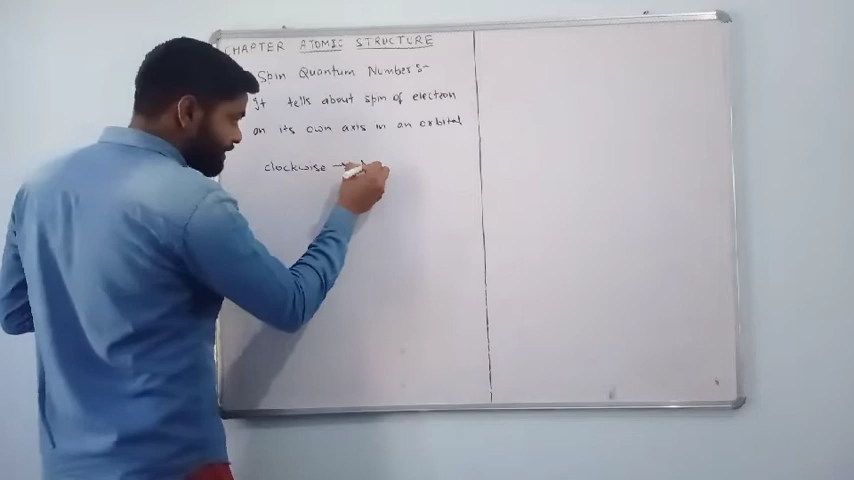 CHAPTER ATOMIC STRUCTURE
Spin Quantum Number :-
It tells about spin of electron
on its own axis in an orbital
clockwise →